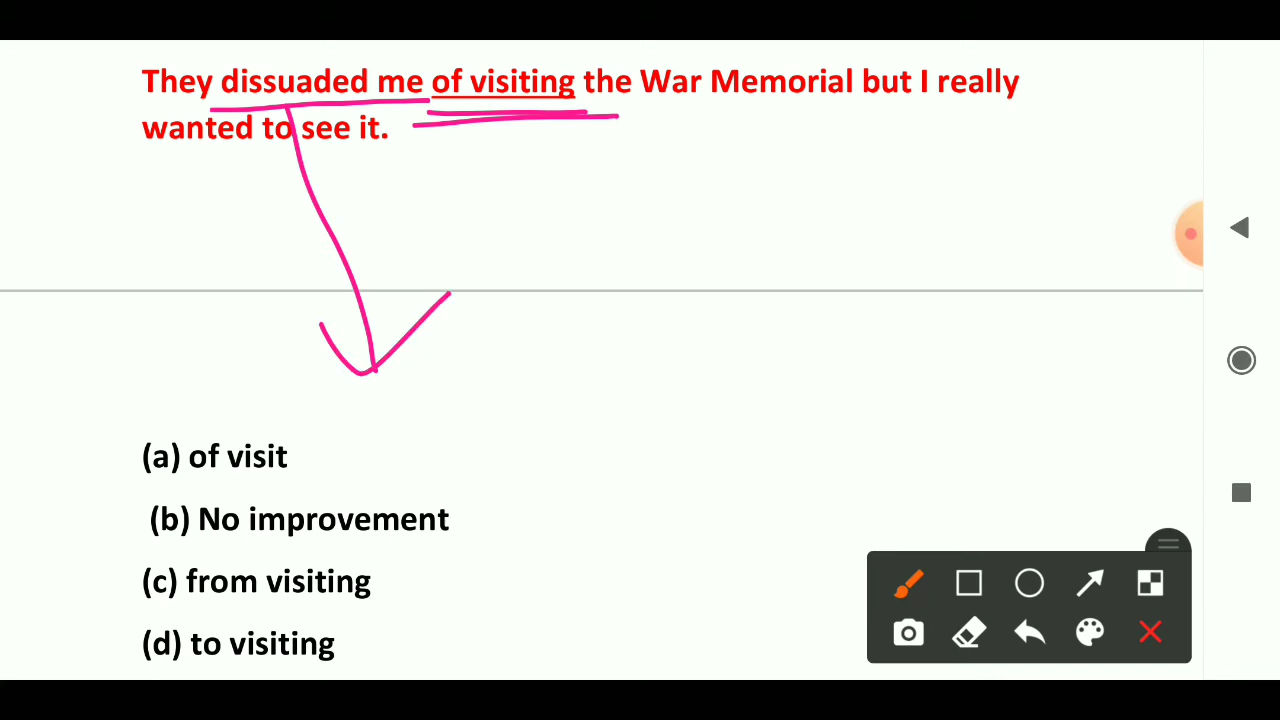 They dissuaded me of visiting the War Memorial but I really
wanted to see it.
(a) of visit
(b) No improvement
(c) from visiting
(d) to visiting